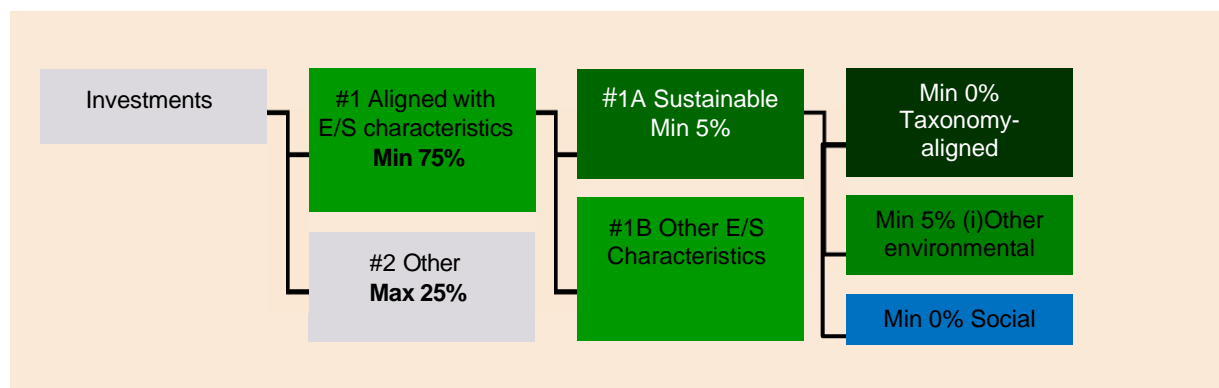 Investments
#1 Aligned with
E/S characteristics
Min 75%
#2 Other
Max 25%
#1A Sustainable
Min 5%
#1B Other E/S
Characteristics
Min 0%
Taxonomy-
aligned
Min 5% (i)Other
environmental
Min 0% Social